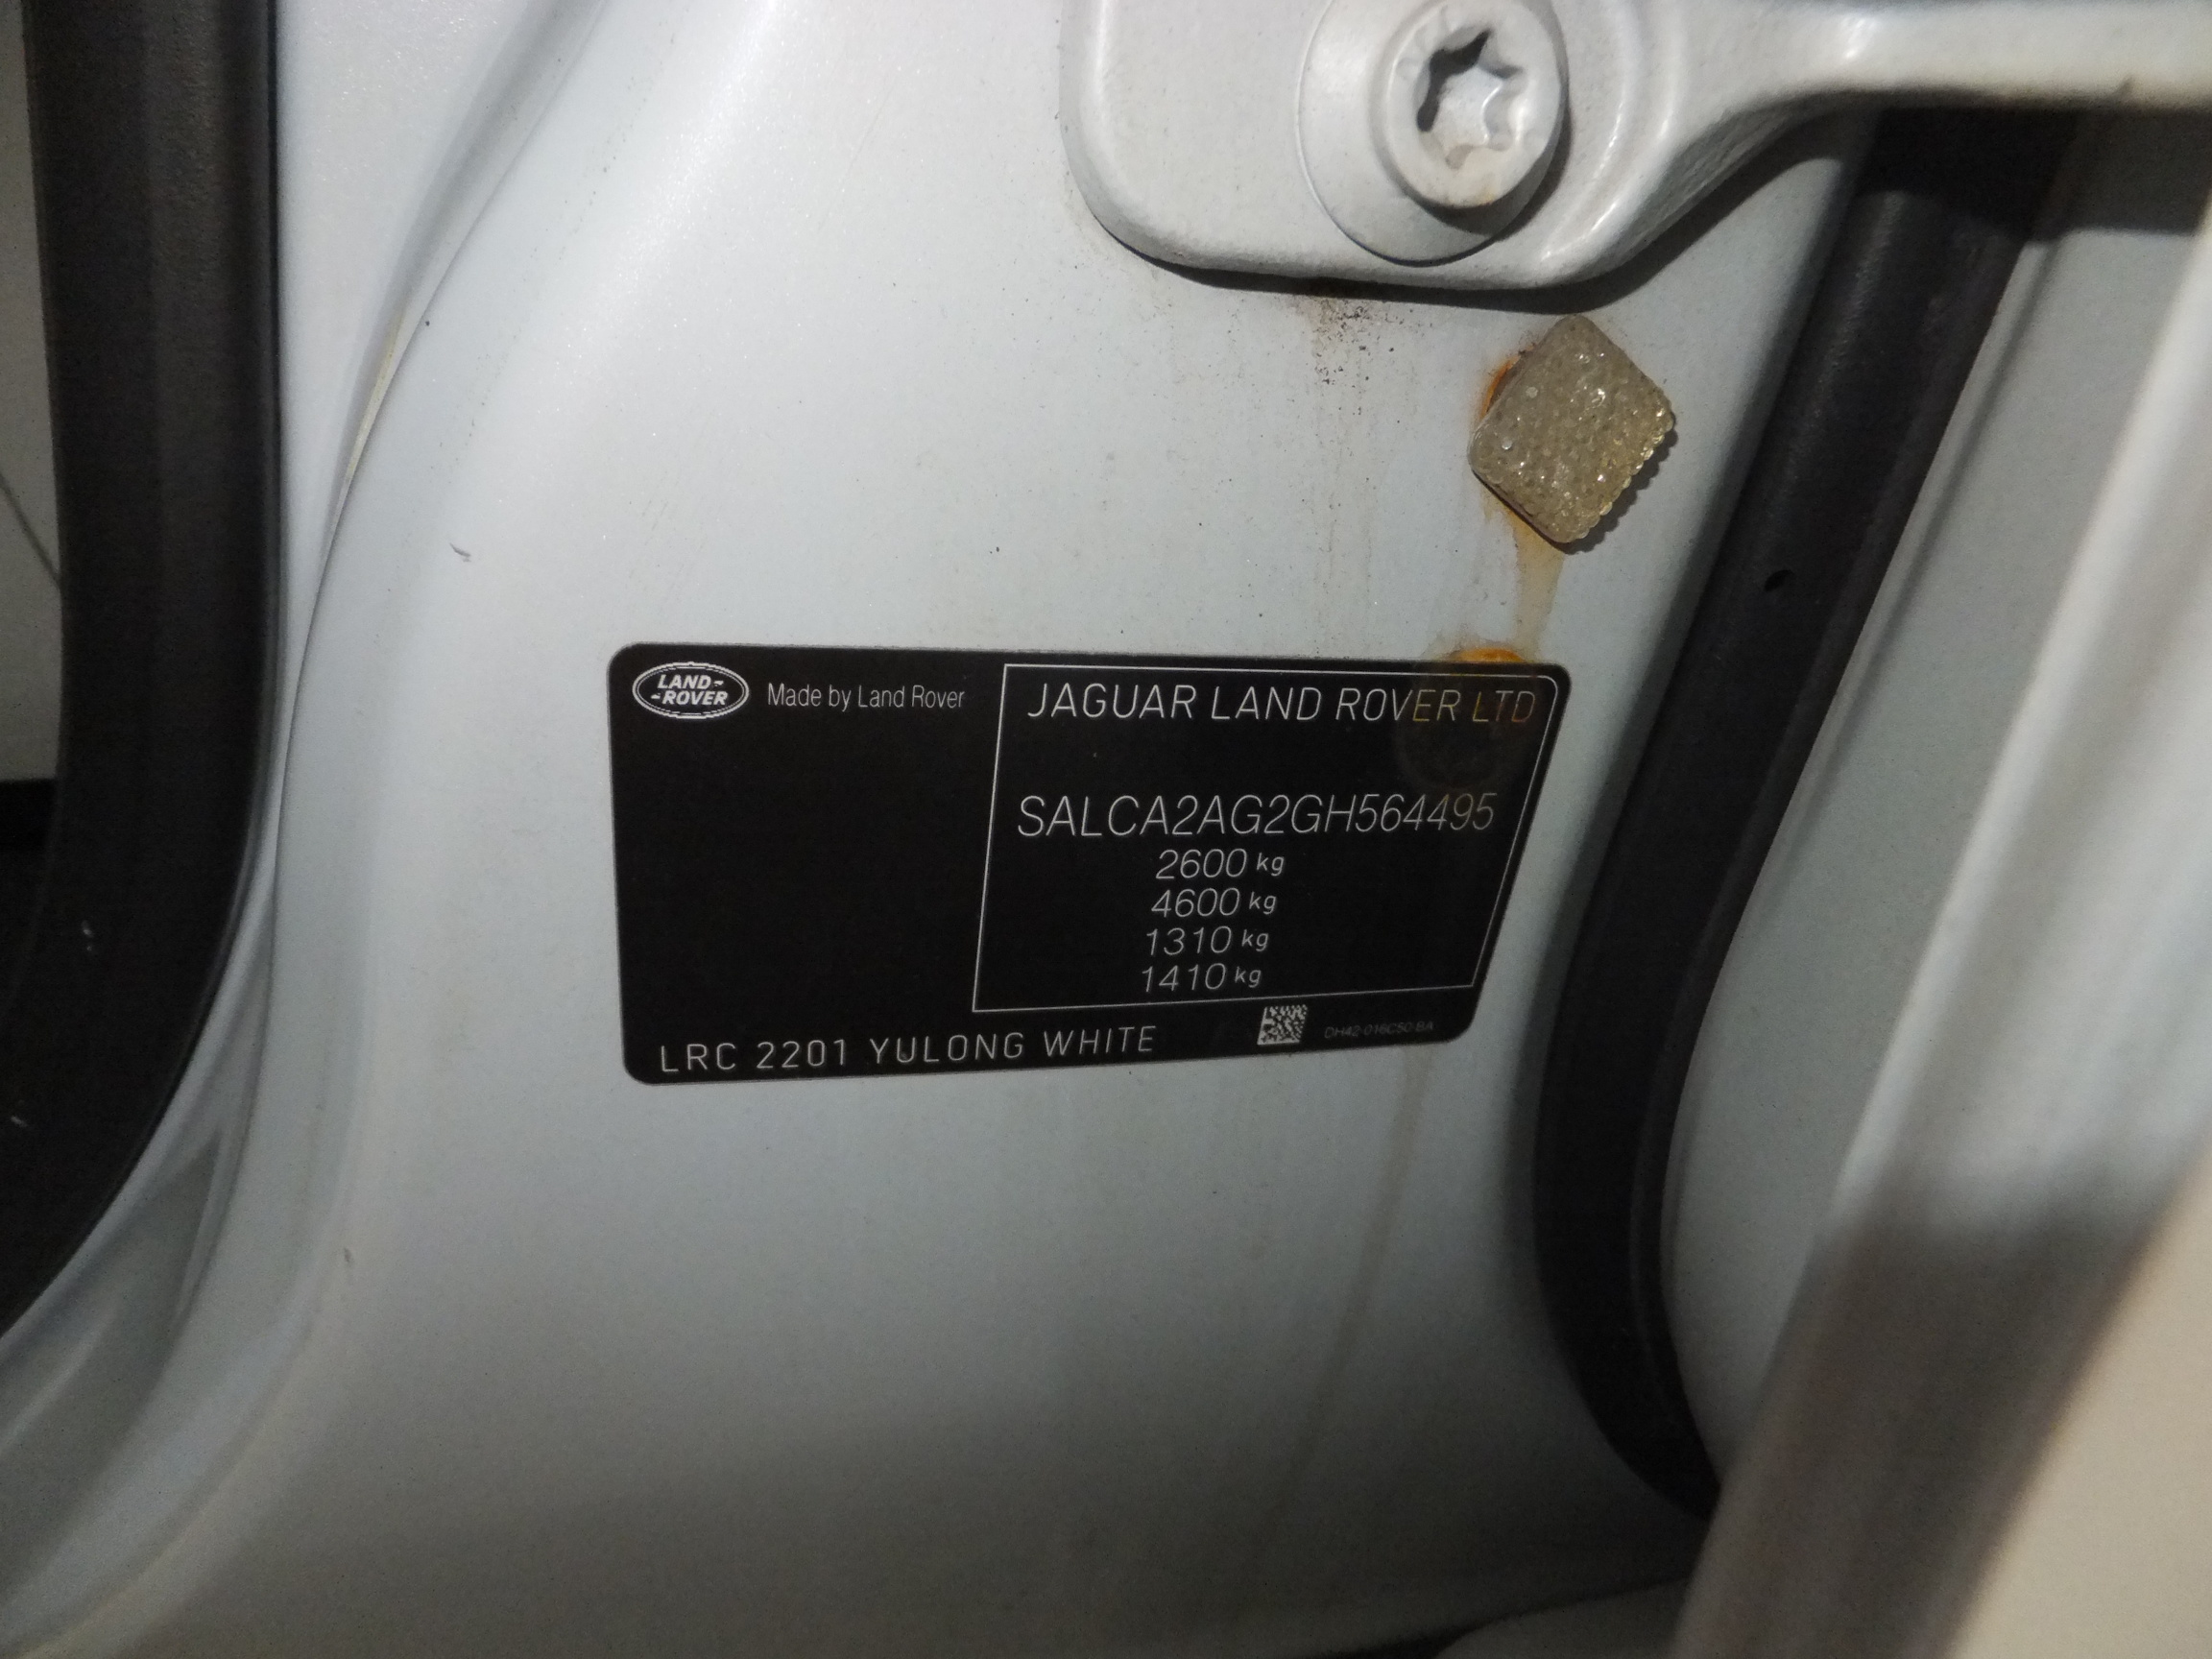 LAND-
-ROVER
Made by Land Rover
JAGUAR LAND ROVER LTD
SALCA2AG2GH564495
2600 kg
4600 kg
1310 kg
1410 kg
LRC 2201 YULONG WHITE